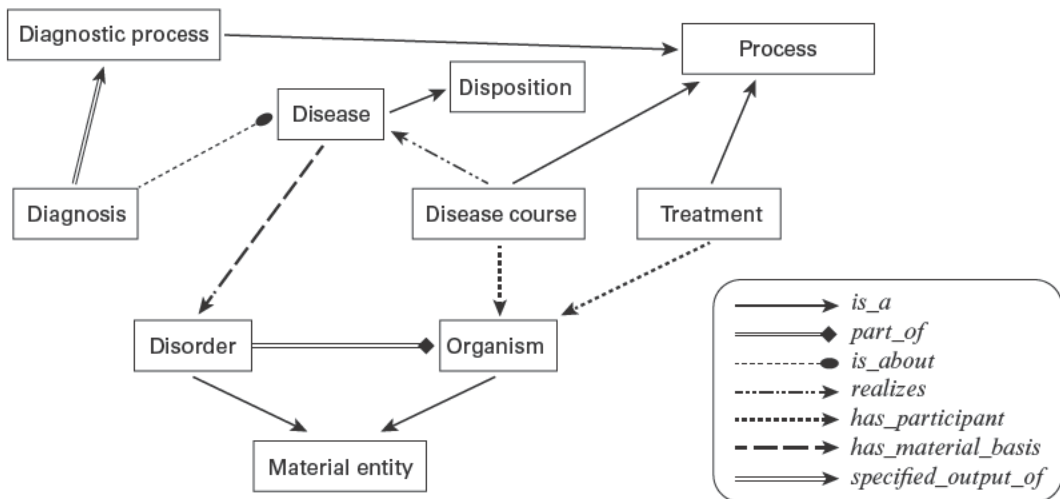 Diagnostic process
Process
Disposition
Disease
Diagnosis
Disease course
Treatment
Disorder
Organism
Material entity
is_a
part_of
is_about
realizes
has_participant
has_material_basis
specified_output_of